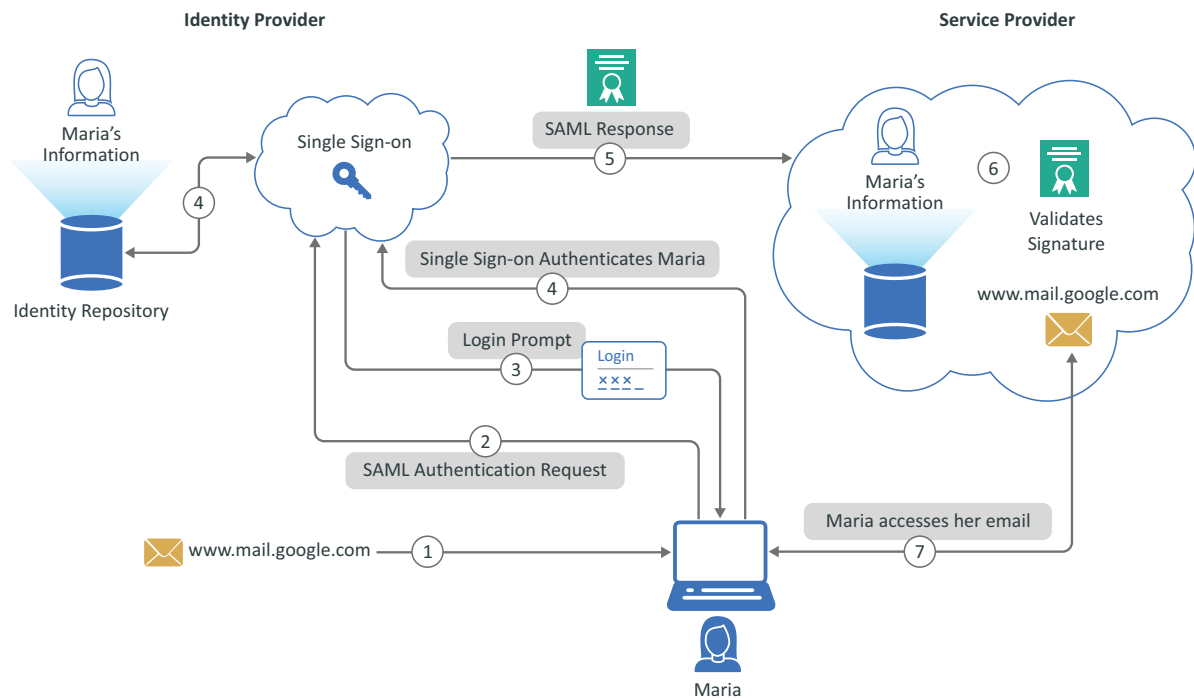 Identity Provider
Service Provider
Maria's
Information
Single Sign-on
SAML Response
5
4
Identity Repository
Maria's
Information
6
Validates
Signature
www.mail.google.com
Single Sign-on Authenticates Maria
4
Login Prompt
3
Login
×××_
2
SAML Authentication Request
www.mail.google.com
1
Maria accesses her email
7
Maria